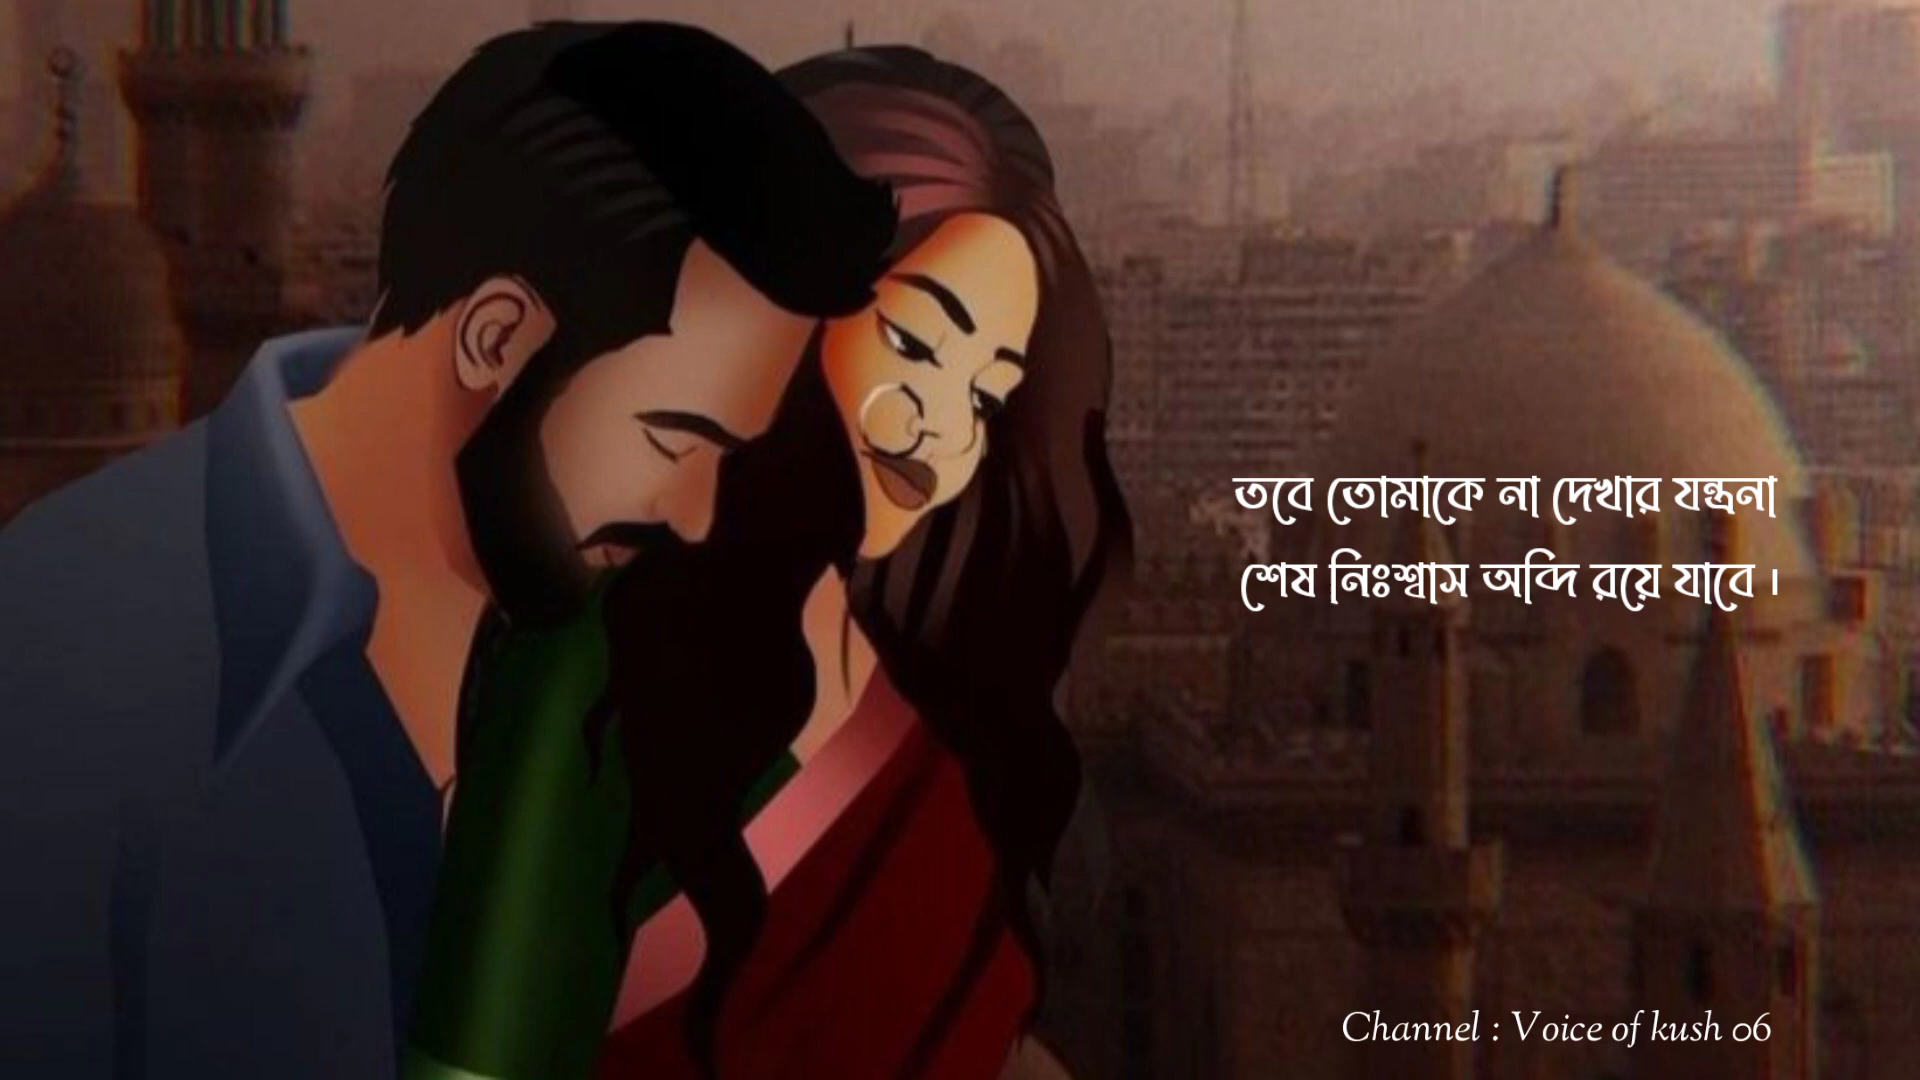 তবে তোমাকে না দেখার যন্ত্রনা
শেষ নিঃশ্বাস অব্দি রয়ে যাবে ।
Channel : Voice of kush 06